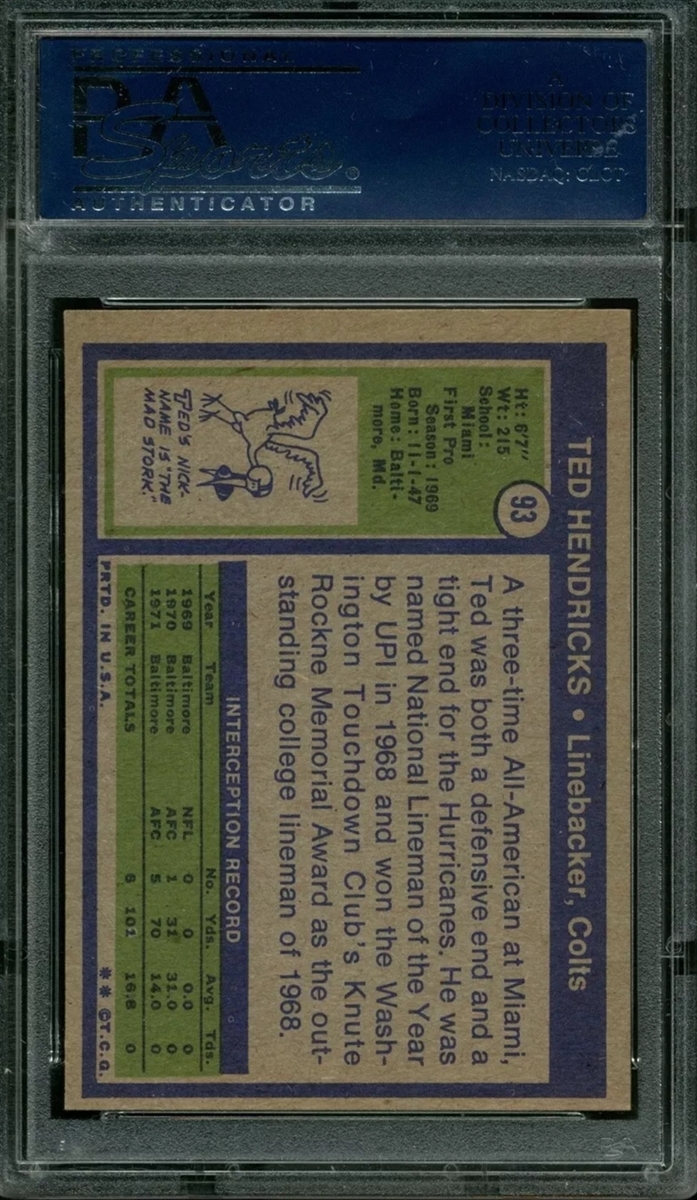 PROFESSIONAL
PSA
Sports®
AUTHENTICATOR
A
DIVISION OF
COLLECTORS
UNIVERSE
NASDAQ: CLCT
TED HENDRICKS • Linebacker, Colts
93
Ht: 6'7"
Wt: 215
School:
Miami
First Pro
Season: 1969
Born: 11-1-47
Home: Balti-
more, Md.
TED'S NICK-
NAME IS "THE
MAD STORK."
A three-time All-American at Miami,
Ted was both a defensive end and a
tight end for the Hurricanes. He was
named National Lineman of the Year
by UPI in 1968 and won the Wash-
ington Touchdown Club's Knute
Rockne Memorial Award as the out-
standing college lineman of 1968.
INTERCEPTION RECORD
Year Team No. Yds. Avg. Tds.
1969 Baltimore NFL 0 0 0.0 0
1970 Baltimore AFC 1 31 31.0 0
1971 Baltimore AFC 5 70 14.0 0
CAREER TOTALS 6 101 16.8 0
PRTD. IN U.S.A. ** ©T.C.G.